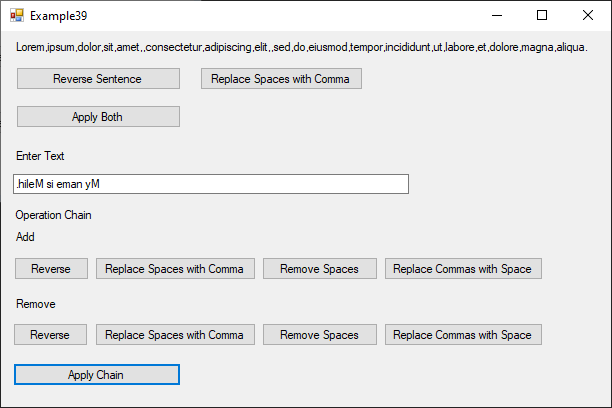 Example39
Lorem,ipsum,dolor,sit,amet,,consectetur,adipiscing,elit,,sed,do,eiusmod,tempor,incididunt,ut,labore,et,dolore,magna,aliqua.
Reverse Sentence Replace Spaces with Comma
Apply Both
Enter Text
.hileM si eman yM
Operation Chain
Add
Reverse Replace Spaces with Comma Remove Spaces Replace Commas with Space
Remove
Reverse Replace Spaces with Comma Remove Spaces Replace Commas with Space
Apply Chain